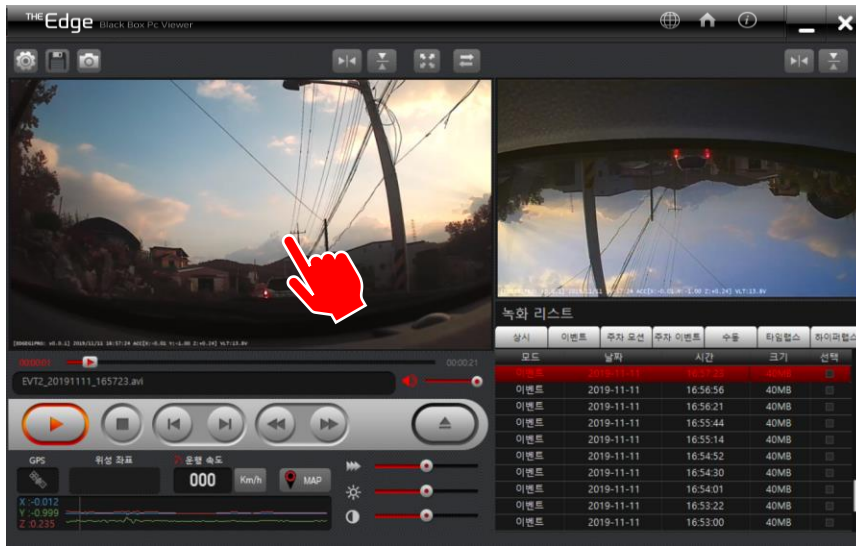 THE Edge Black Box Pc Viewer
녹화 리스트
상시 이벤트 주차 모션 주차 이벤트 수동 타임랩스 하이퍼랩스
모드 날짜 시간 크기 선택
이벤트 2019-11-11 16:57:23 40MB
이벤트 2019-11-11 16:56:56 40MB
이벤트 2019-11-11 16:56:21 40MB
이벤트 2019-11-11 16:55:44 40MB
이벤트 2019-11-11 16:55:14 40MB
이벤트 2019-11-11 16:54:52 40MB
이벤트 2019-11-11 16:54:30 40MB
이벤트 2019-11-11 16:54:01 40MB
이벤트 2019-11-11 16:53:22 40MB
이벤트 2019-11-11 16:53:00 40MB
00:00:01 00:00:21
EVT2_20191111_165723.avi
GPS 위성 좌표 운행 속도
000 Km/h MAP
X :-0.012
Y :-0.999
Z :0.235